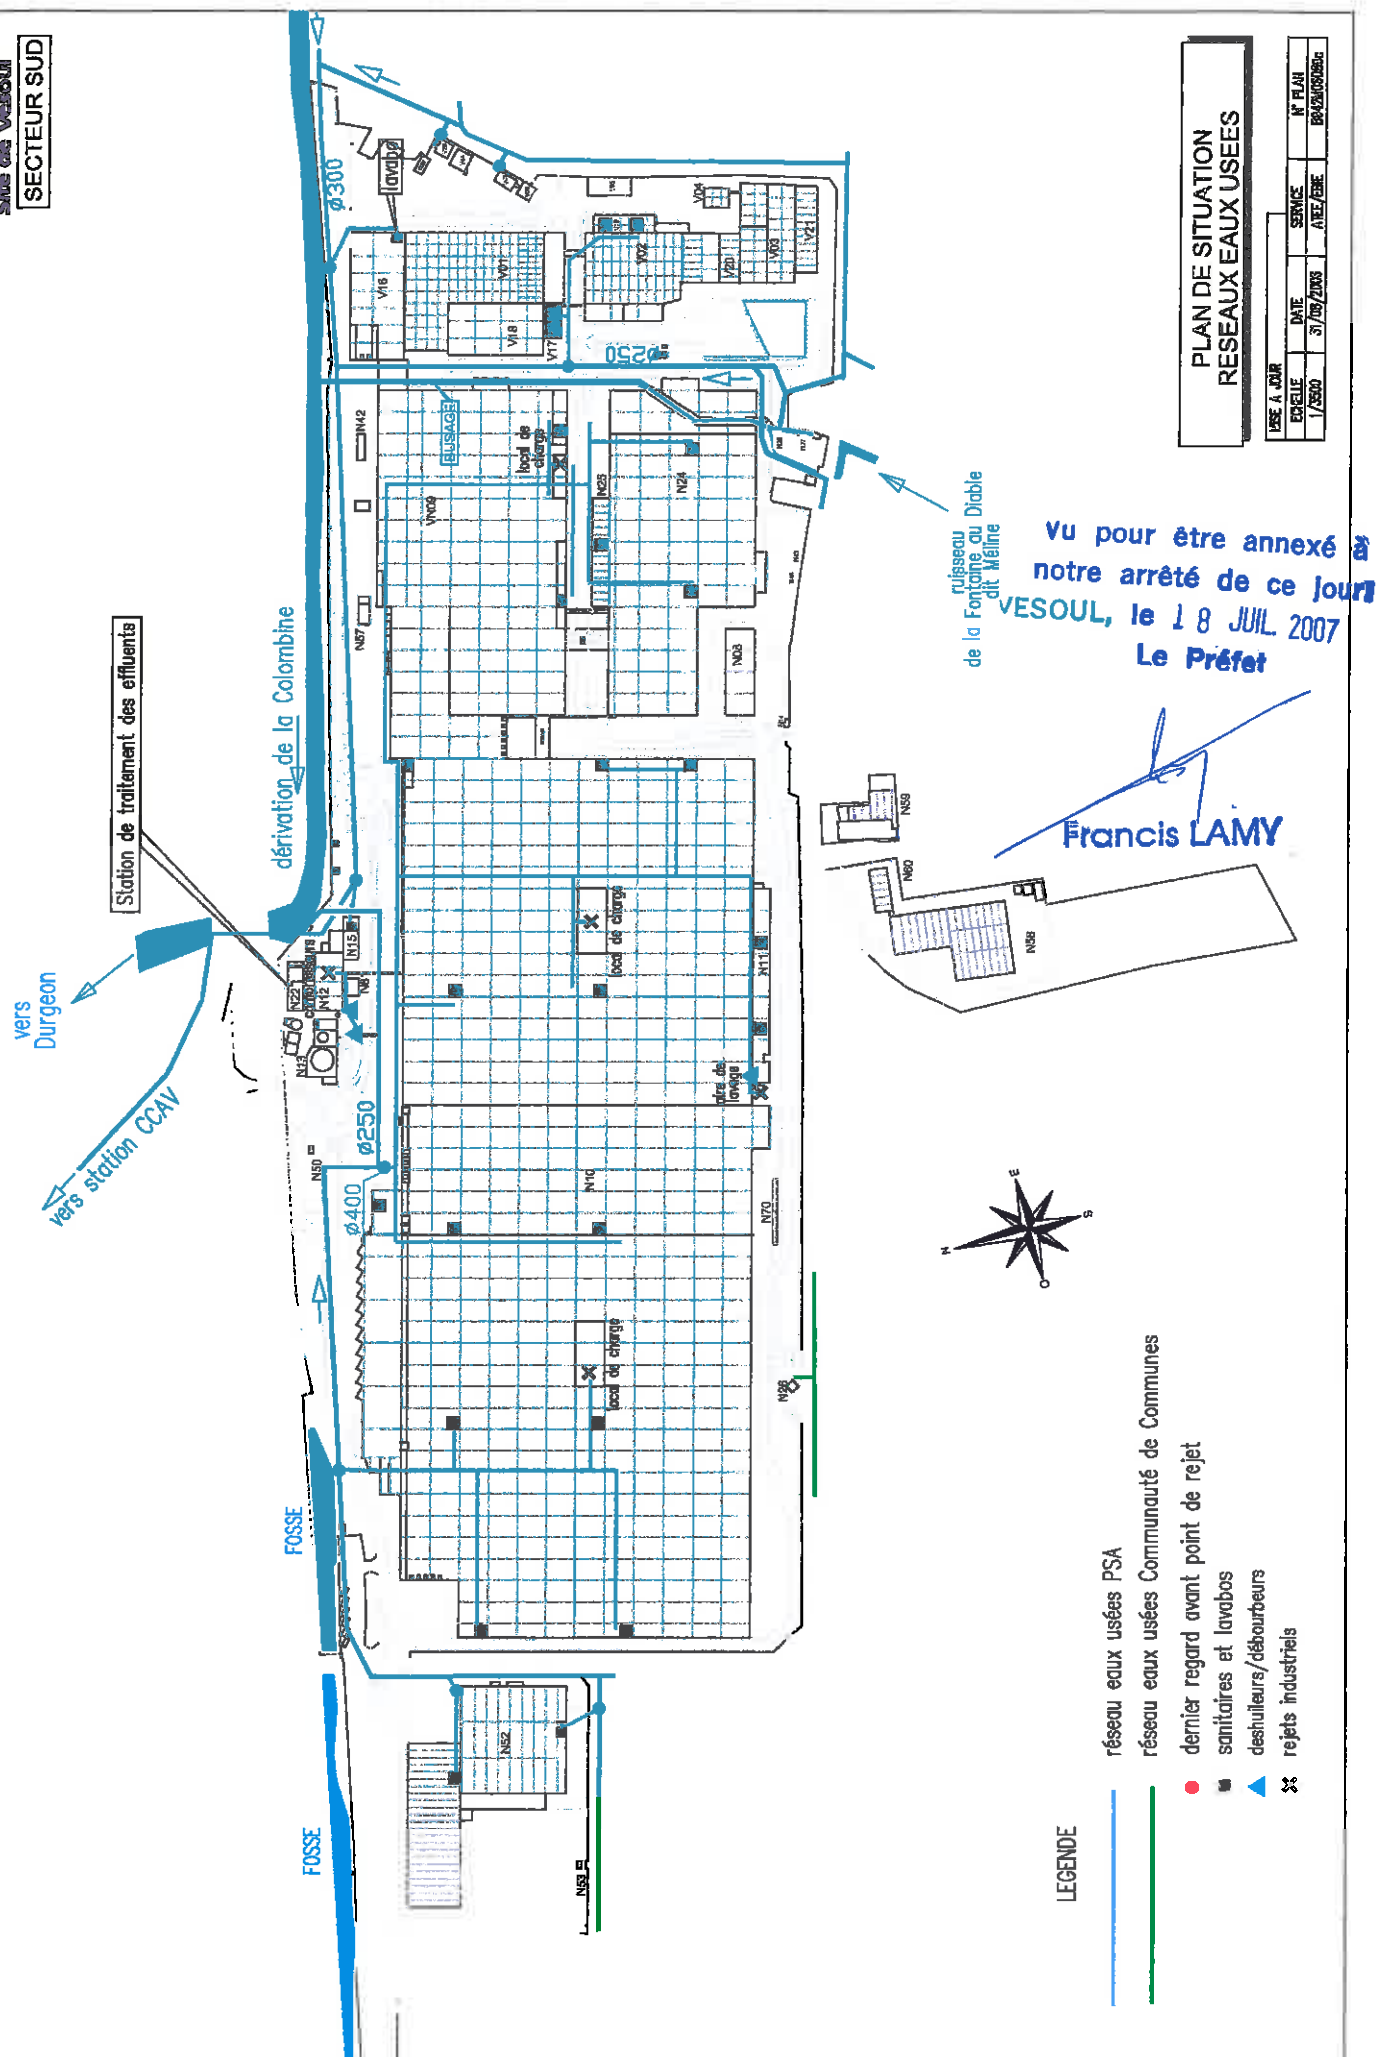 SECTEUR SUD
PLAN DE SITUATION
RESEAUX EAUX USEES
MISE A JOUR
ECHELLE
DATE
SERVICE
N° PLAN
1/3500
Station de traitement des effluents
dérivation de la Colombine
vers
Durgeon
vers station CCAV
FOSSE
FOSSE
ø300
lavabo
V16
V01
V18
V17
V02
V04
V20
V03
V21
ø250
BUSAGE
local de
charge
N42
VN09
N25
N24
N57
N08
ruisseau
de la Fontaine au Diable
dit Méline
Vu pour être annexé à
notre arrêté de ce jour
VESOUL, le 18 JUIL. 2007
Le Préfet
Francis LAMY
N59
N60
N58
N15
N22
N12
N6
N13
N11
local de charge
aire de
lavage
ø250
ø400
N50
N10
N70
local de charge
N26
N52
N53
N
E
S
O
LEGENDE
réseau eaux usées PSA
réseau eaux usées Communauté de Communes
dernier regard avant point de rejet
sanitaires et lavabos
deshuileurs/débourbeurs
rejets industriels